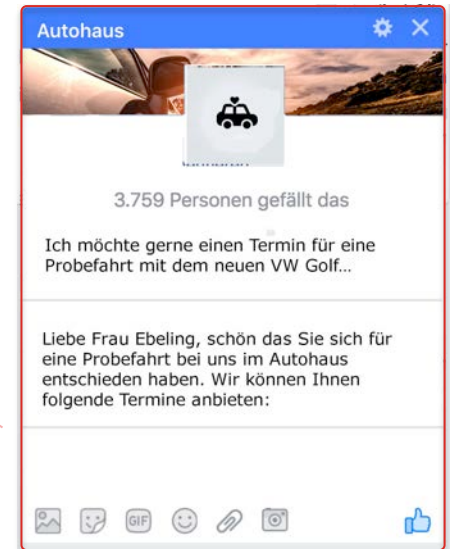 Autohaus
3.759 Personen gefällt das
Ich möchte gerne einen Termin für eine
Probefahrt mit dem neuen VW Golf...
Liebe Frau Ebeling, schön das Sie sich für
eine Probefahrt bei uns im Autohaus
entschieden haben. Wir können Ihnen
folgende Termine anbieten:
GIF